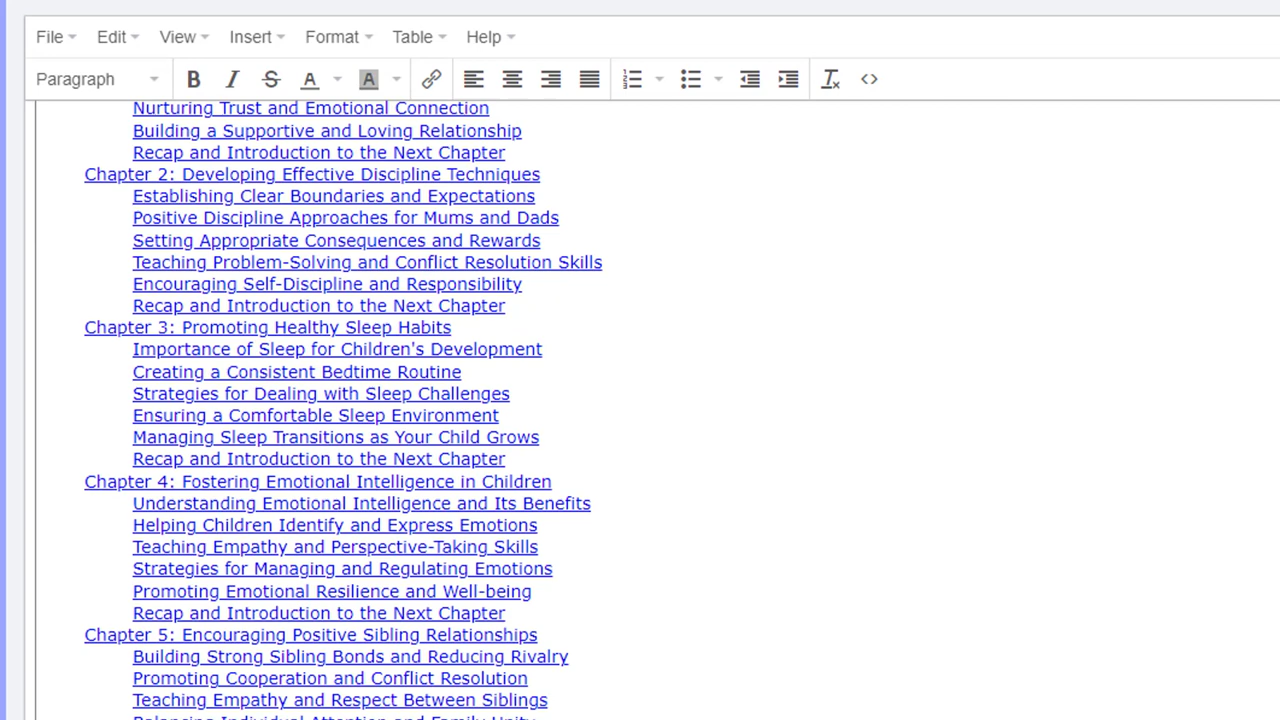 File Edit View Insert Format Table Help
Paragraph B I S A A
Nurturing Trust and Emotional Connection
Building a Supportive and Loving Relationship
Recap and Introduction to the Next Chapter
Chapter 2: Developing Effective Discipline Techniques
Establishing Clear Boundaries and Expectations
Positive Discipline Approaches for Mums and Dads
Setting Appropriate Consequences and Rewards
Teaching Problem-Solving and Conflict Resolution Skills
Encouraging Self-Discipline and Responsibility
Recap and Introduction to the Next Chapter
Chapter 3: Promoting Healthy Sleep Habits
Importance of Sleep for Children's Development
Creating a Consistent Bedtime Routine
Strategies for Dealing with Sleep Challenges
Ensuring a Comfortable Sleep Environment
Managing Sleep Transitions as Your Child Grows
Recap and Introduction to the Next Chapter
Chapter 4: Fostering Emotional Intelligence in Children
Understanding Emotional Intelligence and Its Benefits
Helping Children Identify and Express Emotions
Teaching Empathy and Perspective-Taking Skills
Strategies for Managing and Regulating Emotions
Promoting Emotional Resilience and Well-being
Recap and Introduction to the Next Chapter
Chapter 5: Encouraging Positive Sibling Relationships
Building Strong Sibling Bonds and Reducing Rivalry
Promoting Cooperation and Conflict Resolution
Teaching Empathy and Respect Between Siblings
Balancing Individual Attention and Family Unity